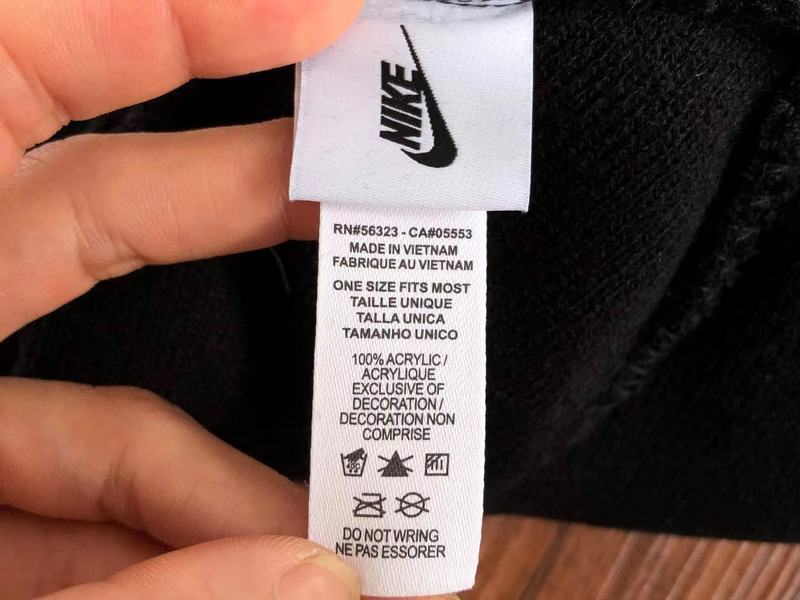 NIKE
RN#56323 - CA#05553
MADE IN VIETNAM
FABRIQUE AU VIETNAM
ONE SIZE FITS MOST
TAILLE UNIQUE
TALLA UNICA
TAMANHO UNICO
100% ACRYLIC /
ACRYLIQUE
EXCLUSIVE OF
DECORATION /
DECORATION NON
COMPRISE
DO NOT WRING
NE PAS ESSORER